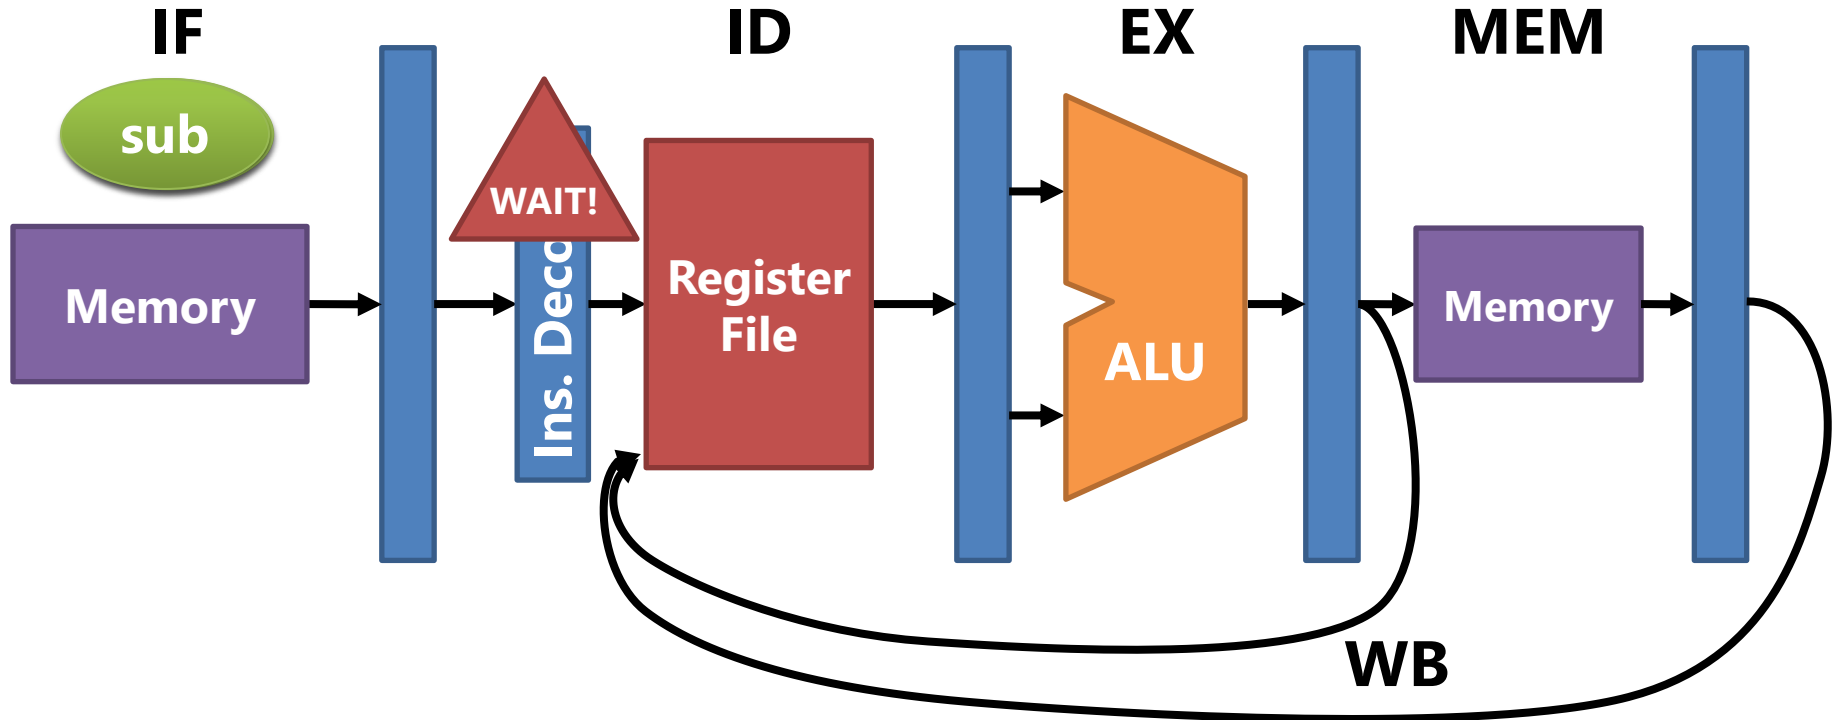 IF
ID
EX
MEM
sub
WAIT!
Memory
Ins. Deco
Register
File
ALU
Memory
WB